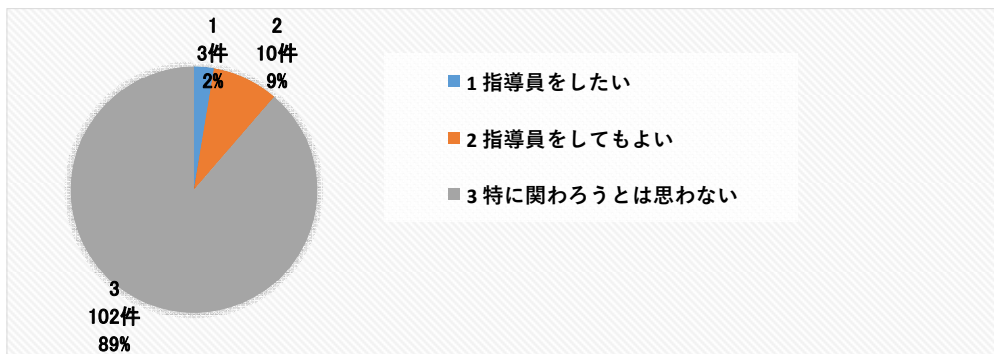 1
3件
2%
2
10件
9%
1 指導員をしたい
2 指導員をしてもよい
3 特に関わろうとは思わない
3
102件
89%